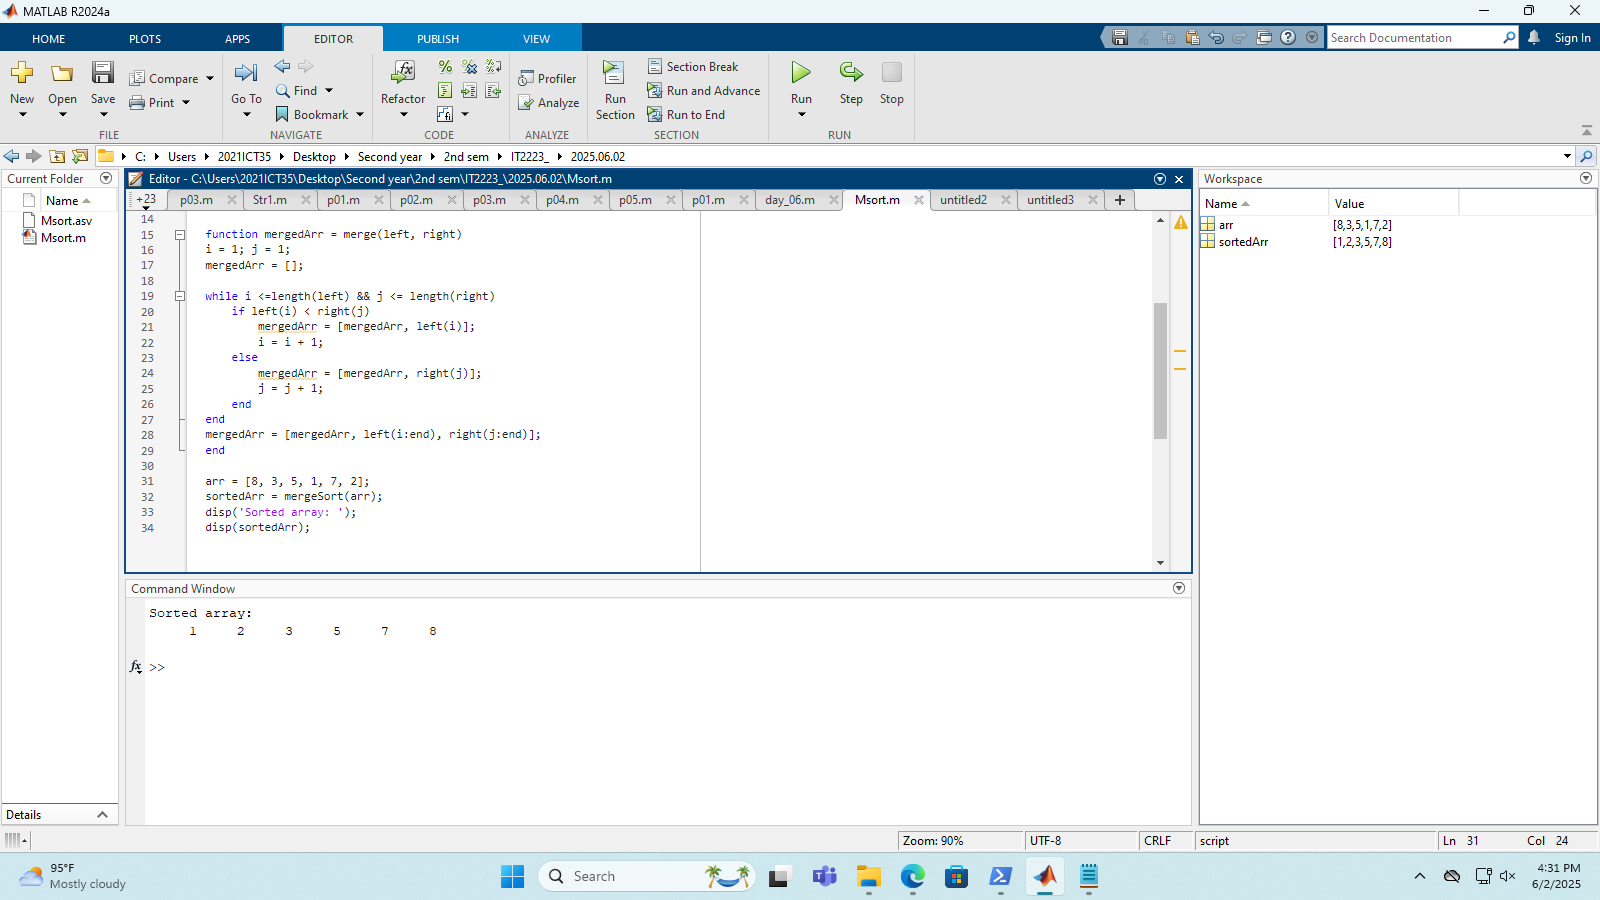 MATLAB R2024a
HOME PLOTS APPS EDITOR PUBLISH VIEW
Search Documentation
Sign In
New Open Save Compare Print
FILE
Go To Find Bookmark
NAVIGATE
Refactor
CODE
Profiler
Analyze
ANALYZE
Run Section
Section Break
Run and Advance
Run to End
SECTION
Run Step Stop
RUN
C: Users 2021ICT35 Desktop Second year 2nd sem IT2223_ 2025.06.02
Current Folder
Name
Msort.asv
Msort.m
Details
Editor - C:\Users\2021ICT35\Desktop\Second year\2nd sem\IT2223_\2025.06.02\Msort.m
+23 p03.m Str1.m p01.m p02.m p03.m p04.m p05.m p01.m day_06.m Msort.m untitled2 untitled3 +
14
15 function mergedArr = merge(left, right)
16 i = 1; j = 1;
17 mergedArr = [];
18
19 while i <=length(left) && j <= length(right)
20 if left(i) < right(j)
21 mergedArr = [mergedArr, left(i)];
22 i = i + 1;
23 else
24 mergedArr = [mergedArr, right(j)];
25 j = j + 1;
26 end
27 end
28 mergedArr = [mergedArr, left(i:end), right(j:end)];
29 end
30
31 arr = [8, 3, 5, 1, 7, 2];
32 sortedArr = mergeSort(arr);
33 disp('Sorted array: ');
34 disp(sortedArr);
Command Window
Sorted array:
1 2 3 5 7 8
fx >>
Workspace
Name Value
arr [8,3,5,1,7,2]
sortedArr [1,2,3,5,7,8]
Zoom: 90% UTF-8 CRLF script Ln 31 Col 24
95°F
Mostly cloudy
Search
4:31 PM
6/2/2025